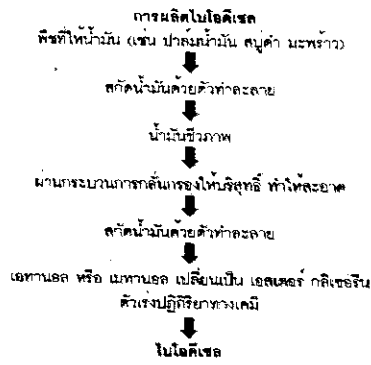 การผลิตไบโอดีเซล
พืชที่ให้น้ำมัน (เช่น ปาล์มน้ำมัน สบู่ดำ มะพร้าว)
สกัดน้ำมันด้วยตัวทำละลาย
น้ำมันชีวภาพ
ผ่านกระบวนการกลั่นกรองให้บริสุทธิ์ ทำให้สะอาด
สกัดน้ำมันด้วยตัวทำละลาย
เอทานอล หรือ เมทานอล เปลี่ยนเป็น เอสเตอร์ กลีเซอรีน
ตัวเร่งปฏิกิริยาทางเคมี
ไบโอดีเซล